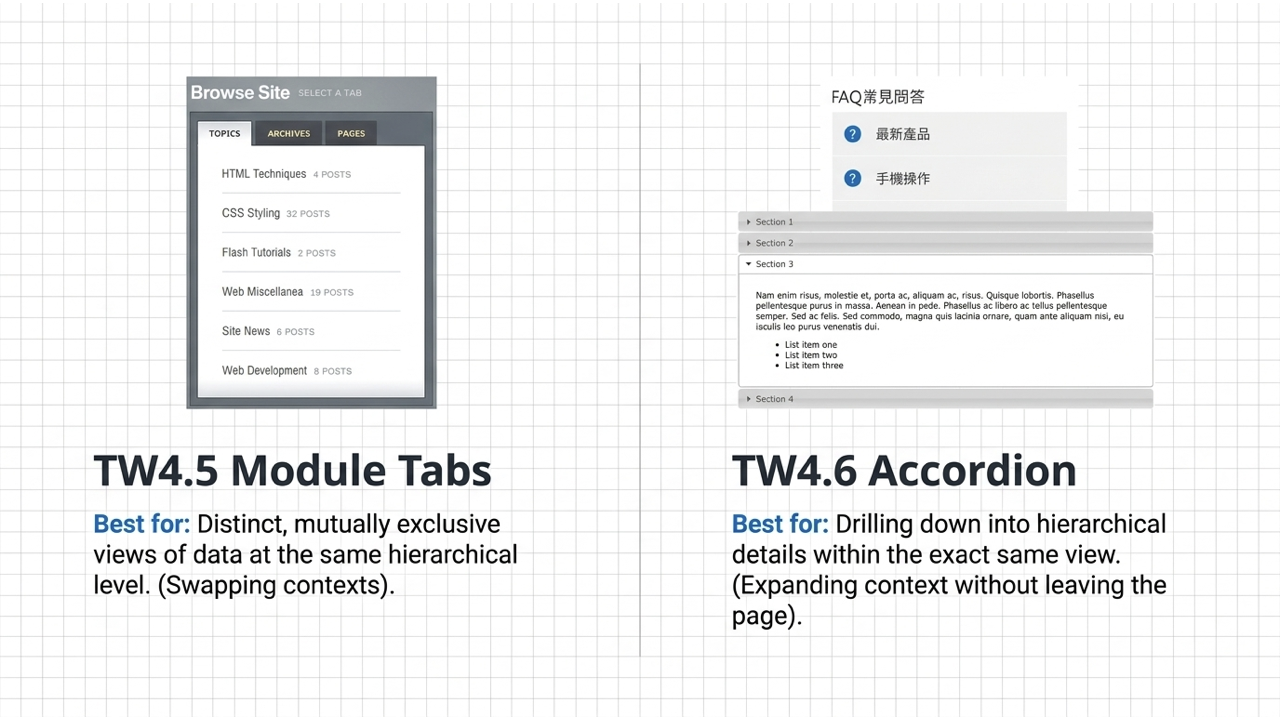 Browse Site SELECT A TAB
TOPICS ARCHIVES PAGES
HTML Techniques 4 POSTS
CSS Styling 32 POSTS
Flash Tutorials 2 POSTS
Web Miscellanea 19 POSTS
Site News 6 POSTS
Web Development 8 POSTS
TW4.5 Module Tabs
Best for: Distinct, mutually exclusive
views of data at the same hierarchical
level. (Swapping contexts).
FAQ常見問答
? 最新產品
? 手機操作
Section 1
Section 2
Section 3
Nam enim risus, molestie et, porta ac, aliquam ac, risus. Quisque lobortis. Phasellus
pellentesque purus in massa. Aenean in pede. Phasellus ac libero ac tellus pellentesque
semper. Sed ac felis. Sed commodo, magna quis lacinia ornare, quam ante aliquam nisi, eu
isculis leo purus venenatis dui.
• List item one
• List item two
• List item three
Section 4
TW4.6 Accordion
Best for: Drilling down into hierarchical
details within the exact same view.
(Expanding context without leaving the
page).